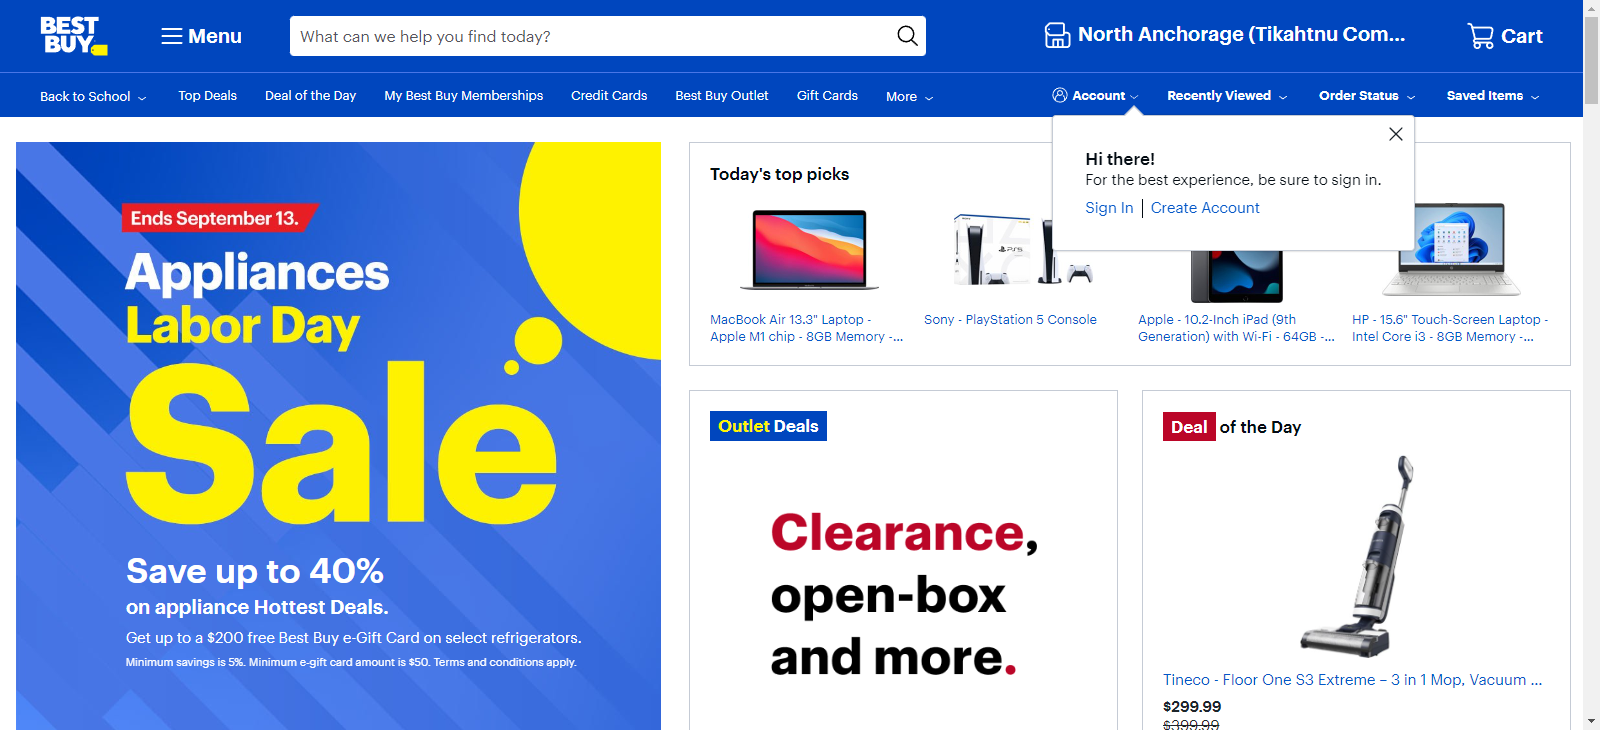 BEST BUY
Menu
What can we help you find today?
North Anchorage (Tikahtnu Com...
Cart
Back to School
Top Deals
Deal of the Day
My Best Buy Memberships
Credit Cards
Best Buy Outlet
Gift Cards
More
Account
Recently Viewed
Order Status
Saved Items
Hi there!
For the best experience, be sure to sign in.
Sign In | Create Account
Ends September 13.
Appliances
Labor Day
Sale
Save up to 40%
on appliance Hottest Deals.
Get up to a $200 free Best Buy e-Gift Card on select refrigerators.
Minimum savings is 5%. Minimum e-gift card amount is $50. Terms and conditions apply.
Today's top picks
PS5
MacBook Air 13.3" Laptop -
Apple M1 chip - 8GB Memory -...
Sony - PlayStation 5 Console
Apple - 10.2-Inch iPad (9th
Generation) with Wi-Fi - 64GB -...
HP - 15.6" Touch-Screen Laptop -
Intel Core i3 - 8GB Memory -...
Outlet Deals
Clearance,
open-box
and more.
Deal of the Day
Tineco - Floor One S3 Extreme – 3 in 1 Mop, Vacuum ...
$299.99
$399.99